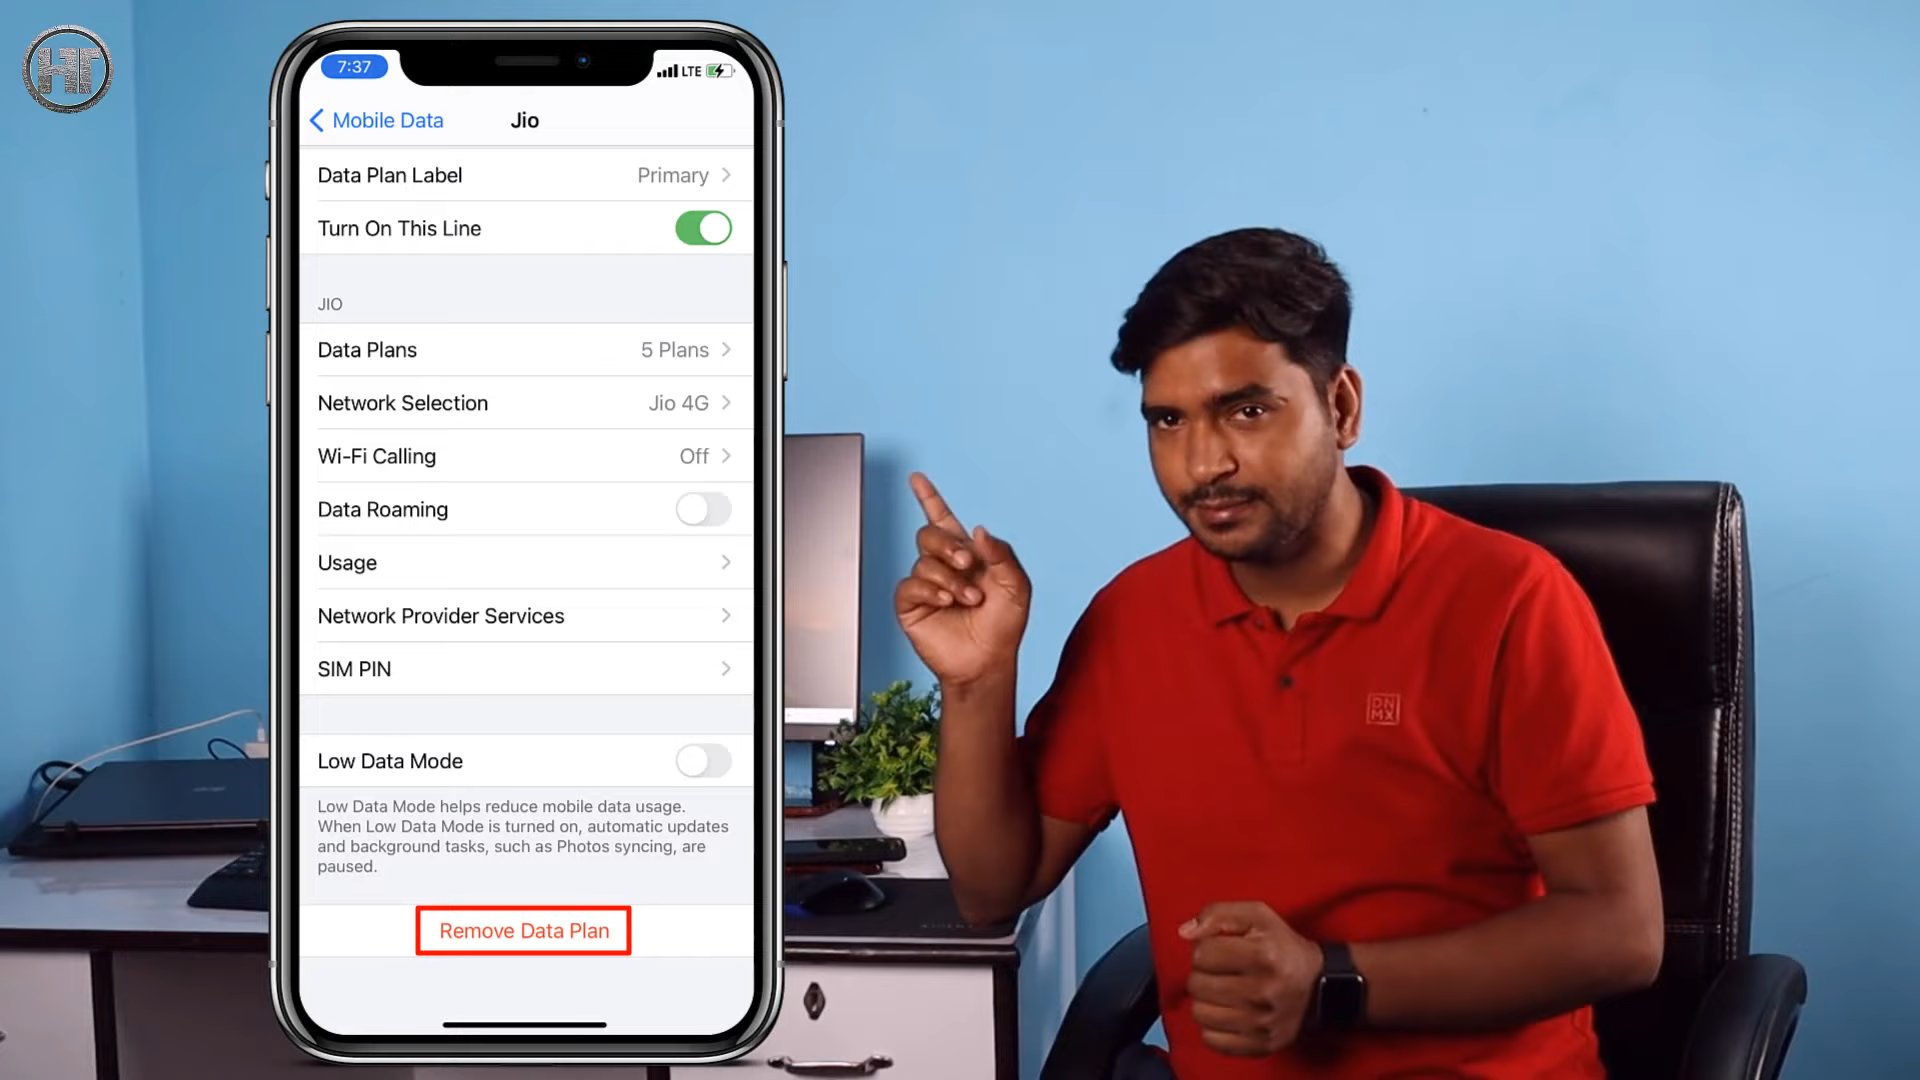 HT
7:37
LTE
Mobile Data
Jio
Data Plan Label Primary
Turn On This Line
JIO
Data Plans 5 Plans
Network Selection Jio 4G
Wi-Fi Calling Off
Data Roaming
Usage
Network Provider Services
SIM PIN
Low Data Mode
Low Data Mode helps reduce mobile data usage.
When Low Data Mode is turned on, automatic updates
and background tasks, such as Photos syncing, are
paused.
Remove Data Plan
DN
MX